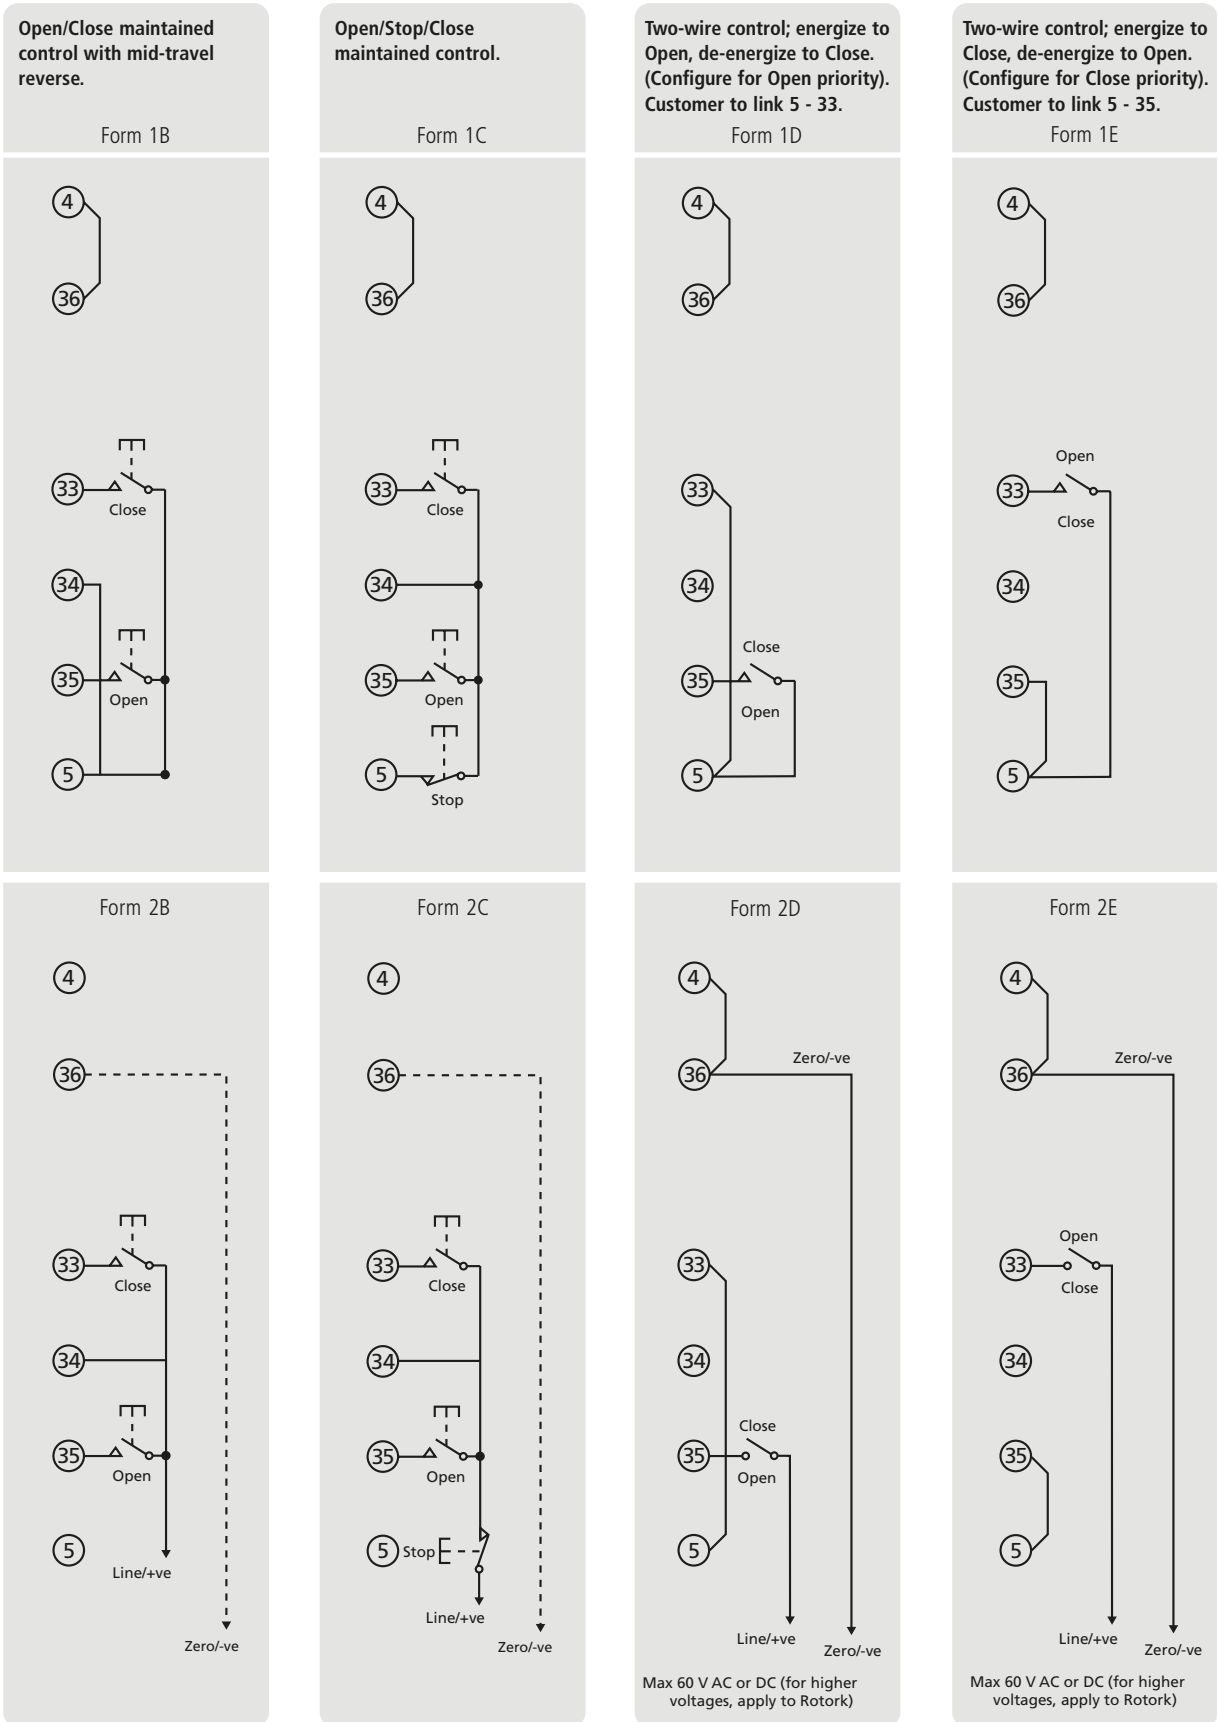 Open/Close maintained
control with mid-travel
reverse.
Form 1B
4
36
33
Close
34
35
Open
5
Open/Stop/Close
maintained control.
Form 1C
4
36
33
Close
34
35
Open
5
Stop
Two-wire control; energize to
Open, de-energize to Close.
(Configure for Open priority).
Customer to link 5 - 33.
Form 1D
4
36
33
34
Close
35
Open
5
Two-wire control; energize to
Close, de-energize to Open.
(Configure for Close priority).
Customer to link 5 - 35.
Form 1E
4
36
Open
33
Close
34
35
5
Form 2B
4
36
33
Close
34
35
Open
5
Line/+ve
Zero/-ve
Form 2C
4
36
33
Close
34
35
Open
5 Stop
Line/+ve
Zero/-ve
Form 2D
4
Zero/-ve
36
33
34
Close
35
Open
5
Line/+ve
Zero/-ve
Max 60 V AC or DC (for higher
voltages, apply to Rotork)
Form 2E
4
Zero/-ve
36
Open
33
Close
34
35
5
Line/+ve
Zero/-ve
Max 60 V AC or DC (for higher
voltages, apply to Rotork)